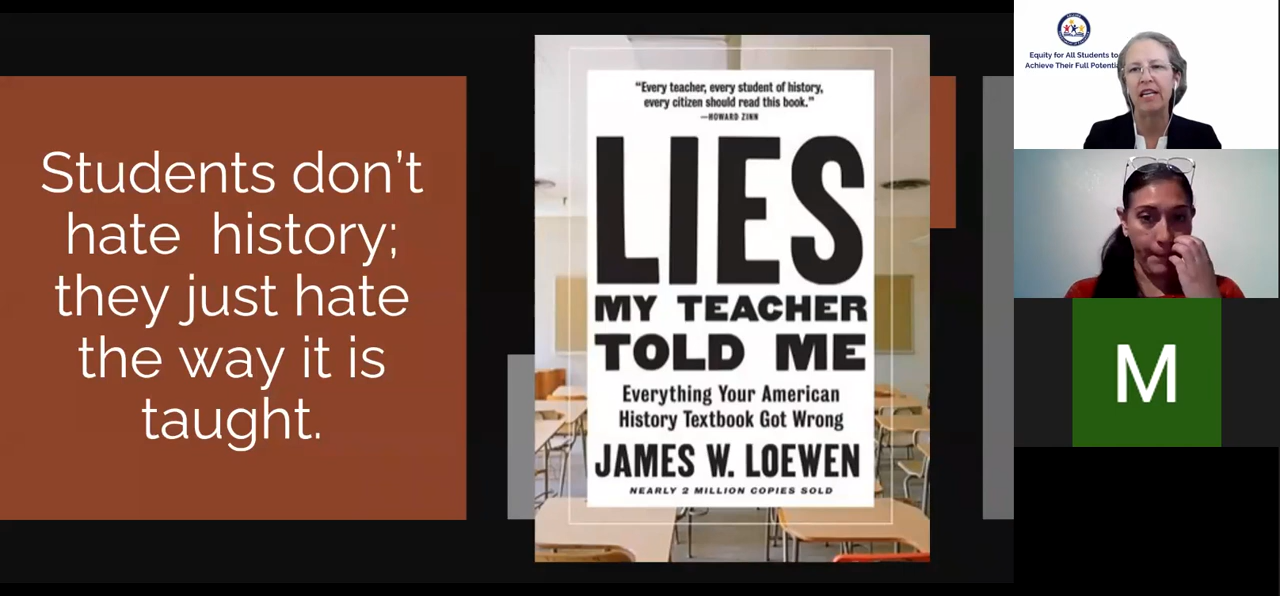 Students don't
hate history;
they just hate
the way it is
taught.
"Every teacher, every student of history,
every citizen should read this book."
—HOWARD ZINN
LIES
MY TEACHER
TOLD ME
Everything Your American
History Textbook Got Wrong
JAMES W. LOEWEN
NEARLY 2 MILLION COPIES SOLD
Equity for All Students to
Achieve Their Full
M